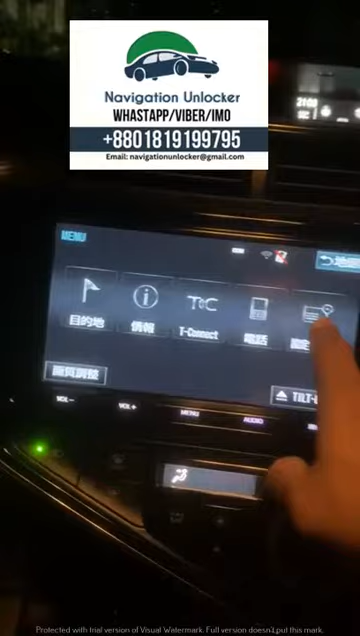 Navigation Unlocker
WHASTAPP/VIBER/IMO
+8801819199795
Email: navigationunlocker@gmail.com
MENU
目的地
情報
T-Connect
電話
画質調整
VOL−
VOL+
MENU
AUDIO
Protected with trial version of Visual Watermark. Full version doesn't put this mark.